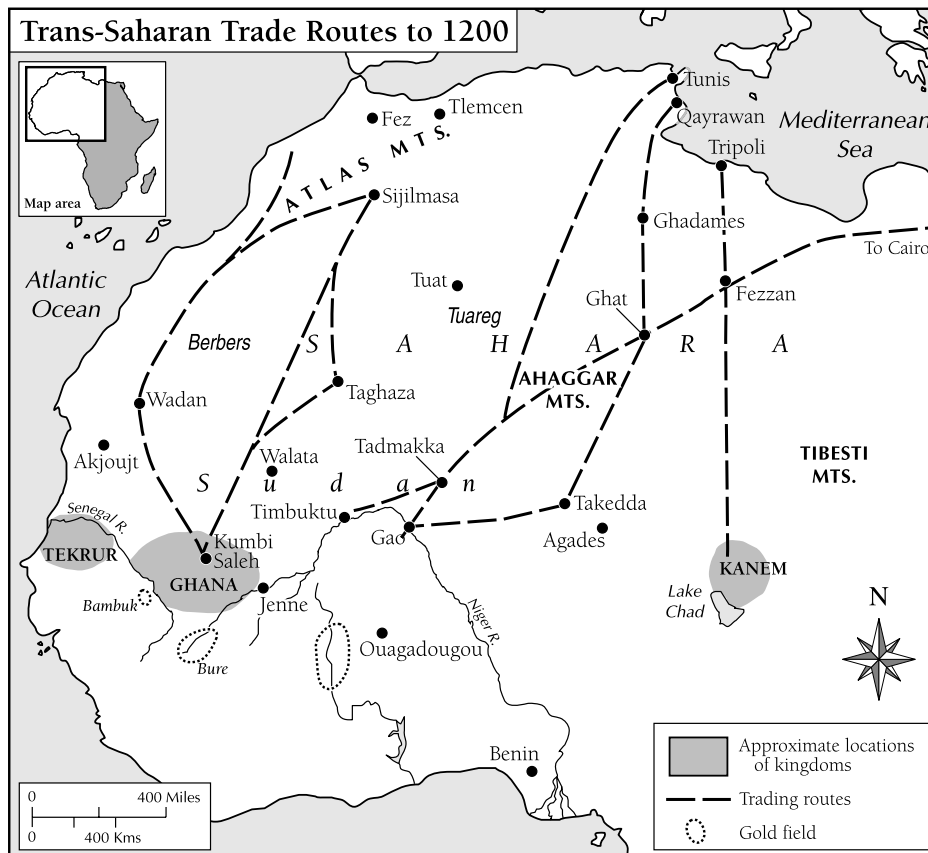 Trans-Saharan Trade Routes to 1200
Map area
Tunis
Fez
Tlemcen
Qayrawan
Mediterranean
Sea
Tripoli
ATLAS MTS.
Sijilmasa
Ghadames
To Cairo
Atlantic
Ocean
Tuat
Tuareg
Ghat
Fezzan
Berbers
S A H A R A
AHAGGAR
MTS.
Taghaza
Wadan
Akjoujt
Walata
Tadmakka
TIBESTI
MTS.
S u d a n
Senegal R.
Timbuktu
Takedda
Gao
Agades
TEKRUR
Kumbi
Saleh
GHANA
KANEM
Lake
Chad
Bambuk
Jenne
Niger R.
N
Bure
Ouagadougou
Benin
Approximate locations
of kingdoms
Trading routes
Gold field
0 400 Miles
0 400 Kms